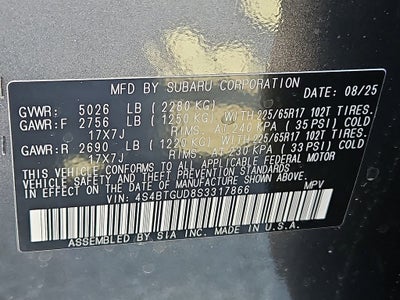 MFD BY SUBARU CORPORATION DATE: 08/25
GVWR: 5026 LB (2280 KG)
GAWR:F 2756 LB (1250 KG) WITH 225/65R17 102T TIRES,
17X7J RIMS, AT 240 KPA (35 PSI) COLD
GAWR:R 2690 LB (1220 KG) WITH 225/65R17 102T TIRES,
17X7J RIMS, AT 230 KPA (33 PSI) COLD
THIS VEHICLE CONFORMS TO ALL APPLICABLE FEDERAL MOTOR
VEHICLE SAFETY AND BUMPER STANDARDS IN EFFECT ON THE DATE
OF MANUFACTURE SHOWN ABOVE.
VIN: 4S4BTGUD8S3317866 MPV
ASSEMBLED BY SIA INC. MADE IN U.S.A.